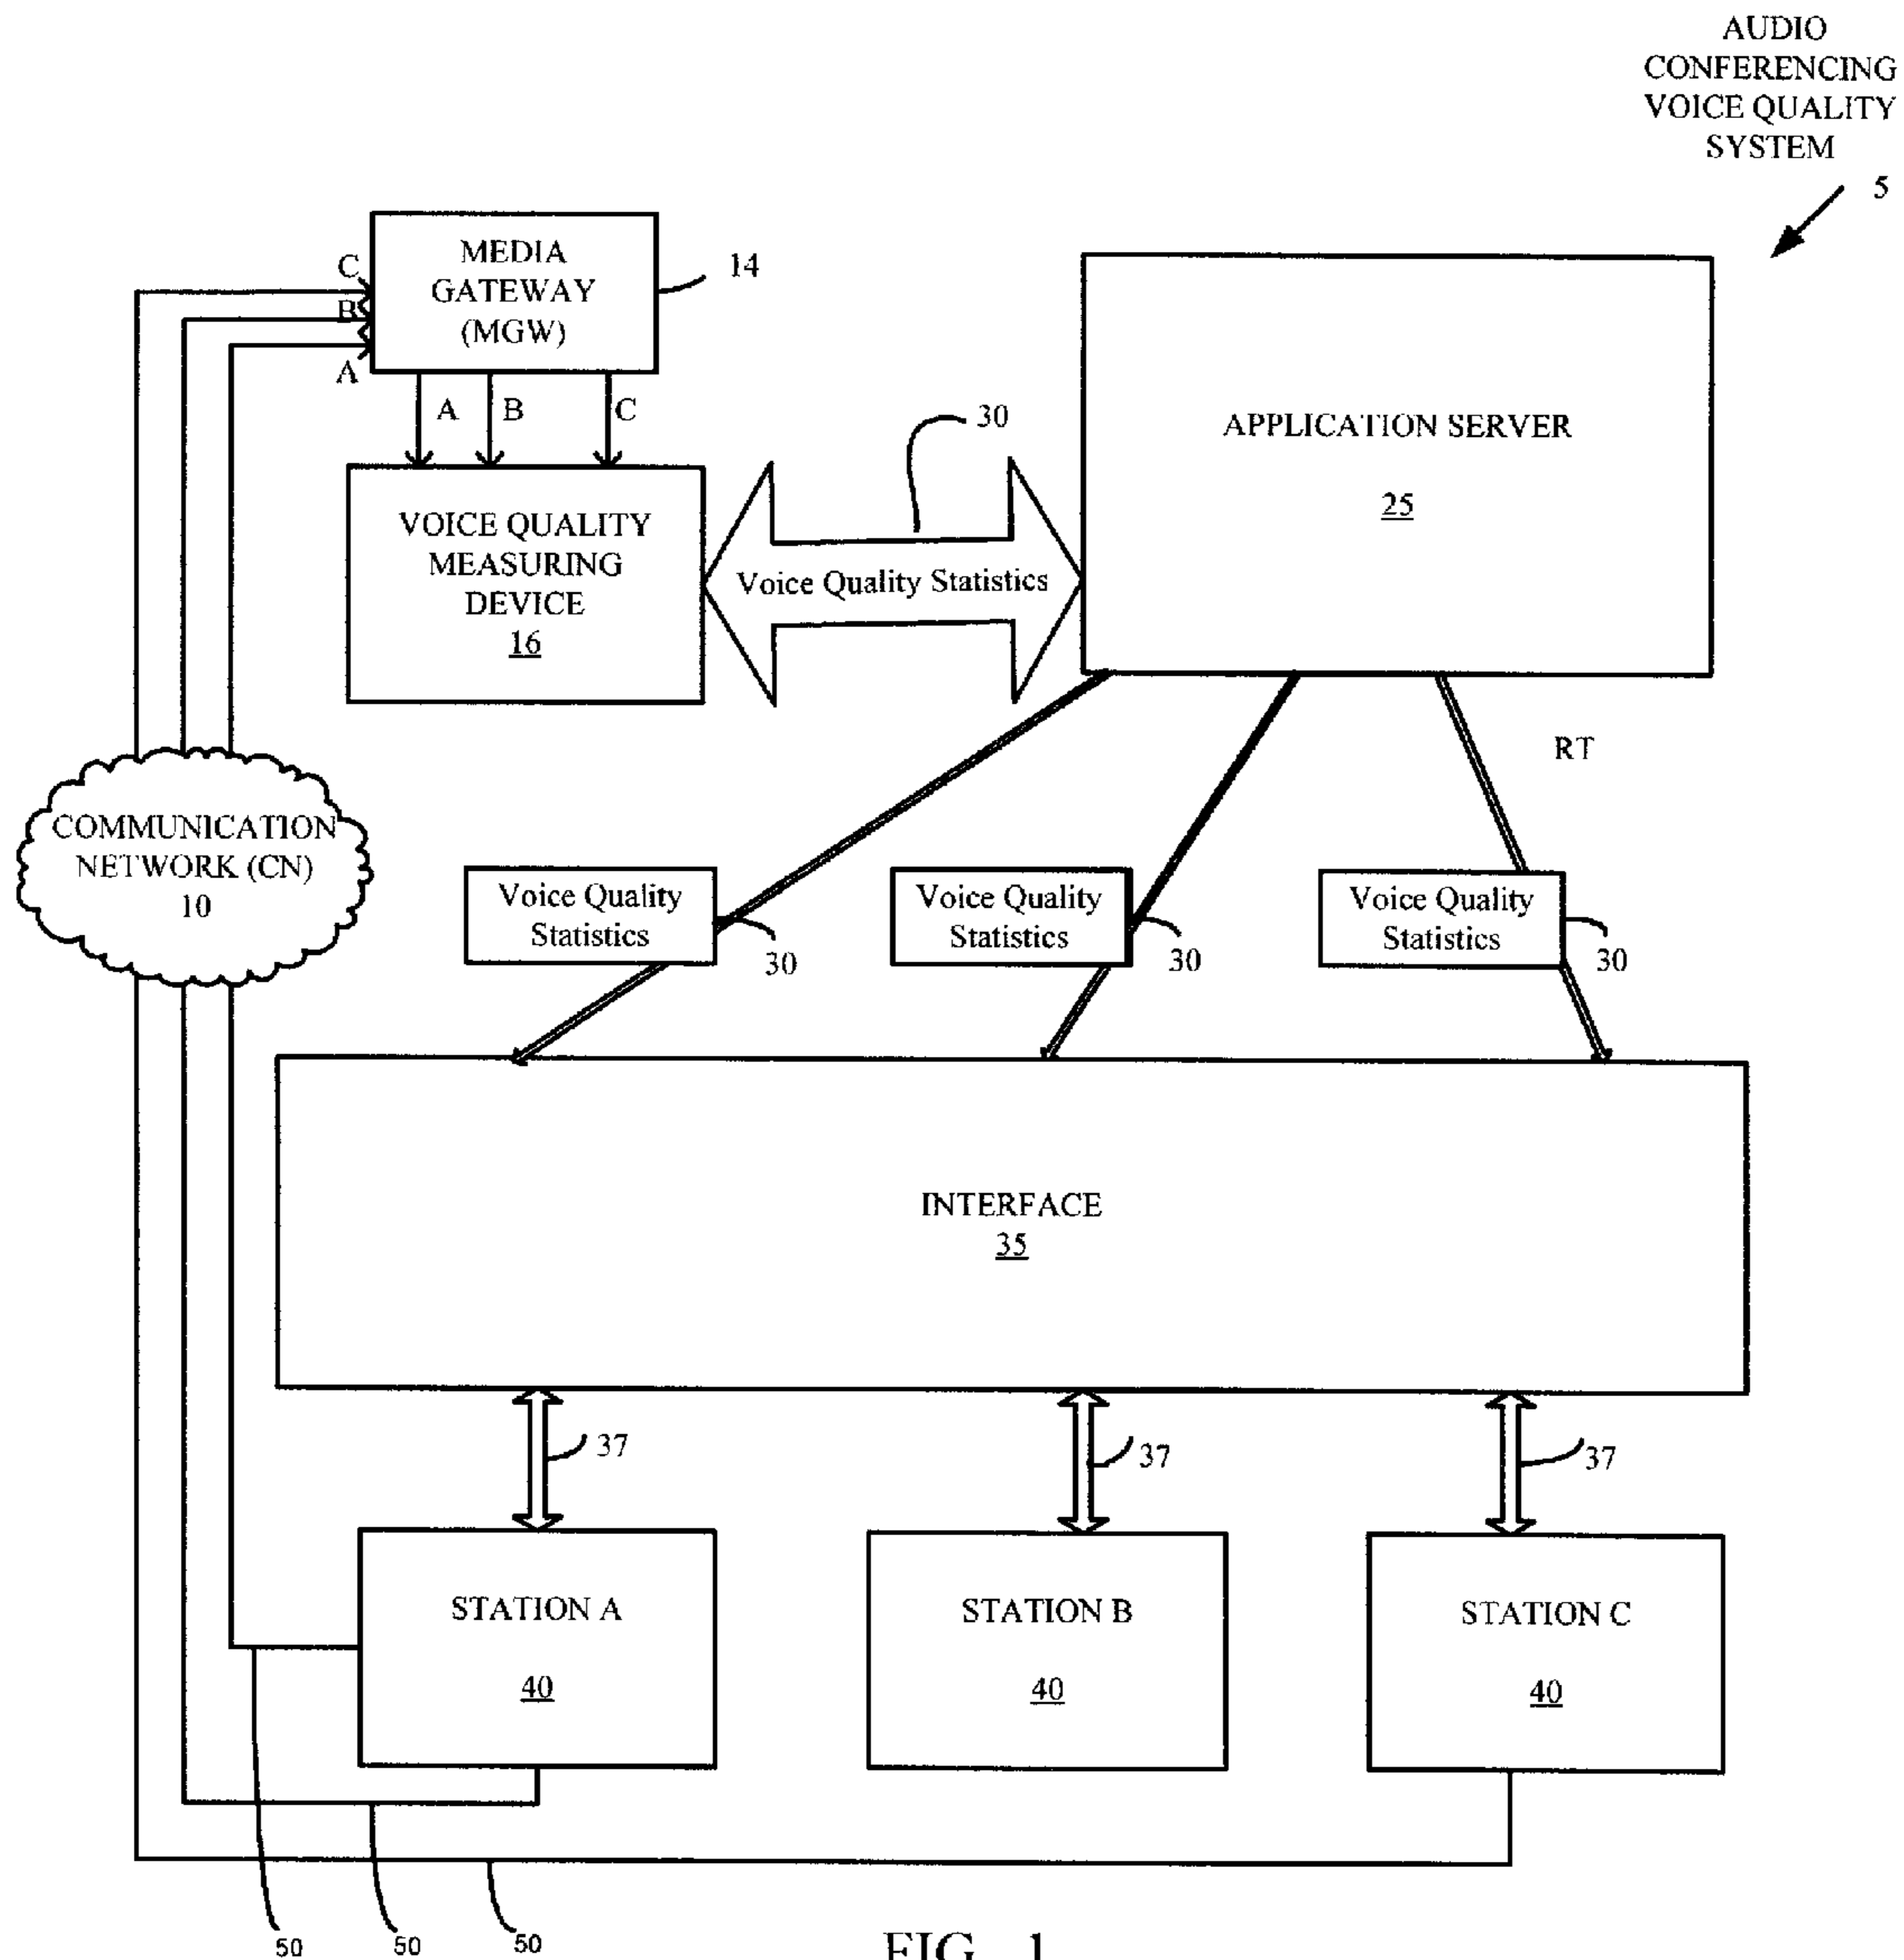 AUDIO
CONFERENCING
VOICE QUALITY
SYSTEM
5
MEDIA
GATEWAY
(MGW)
14
C
B
A
A
B
C
APPLICATION SERVER
25
30
VOICE QUALITY
MEASURING
DEVICE
16
Voice Quality Statistics
RT
COMMUNICATION
NETWORK (CN)
10
Voice Quality
Statistics
30
Voice Quality
Statistics
30
Voice Quality
Statistics
30
INTERFACE
35
37
37
37
STATION A
40
STATION B
40
STATION C
40
50
50
50
FIG. 1